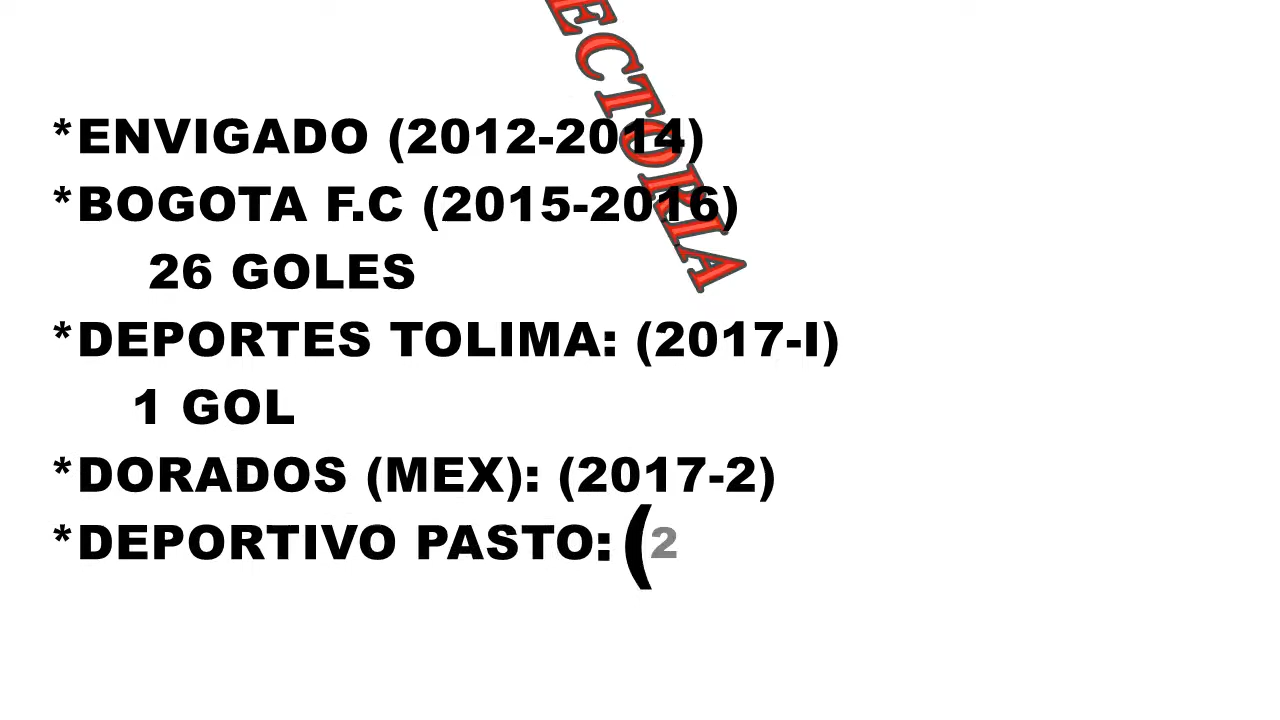 ECTORIA
*ENVIGADO (2012-2014)
*BOGOTA F.C (2015-2016)
26 GOLES
*DEPORTES TOLIMA: (2017-I)
1 GOL
*DORADOS (MEX): (2017-2)
*DEPORTIVO PASTO: (2